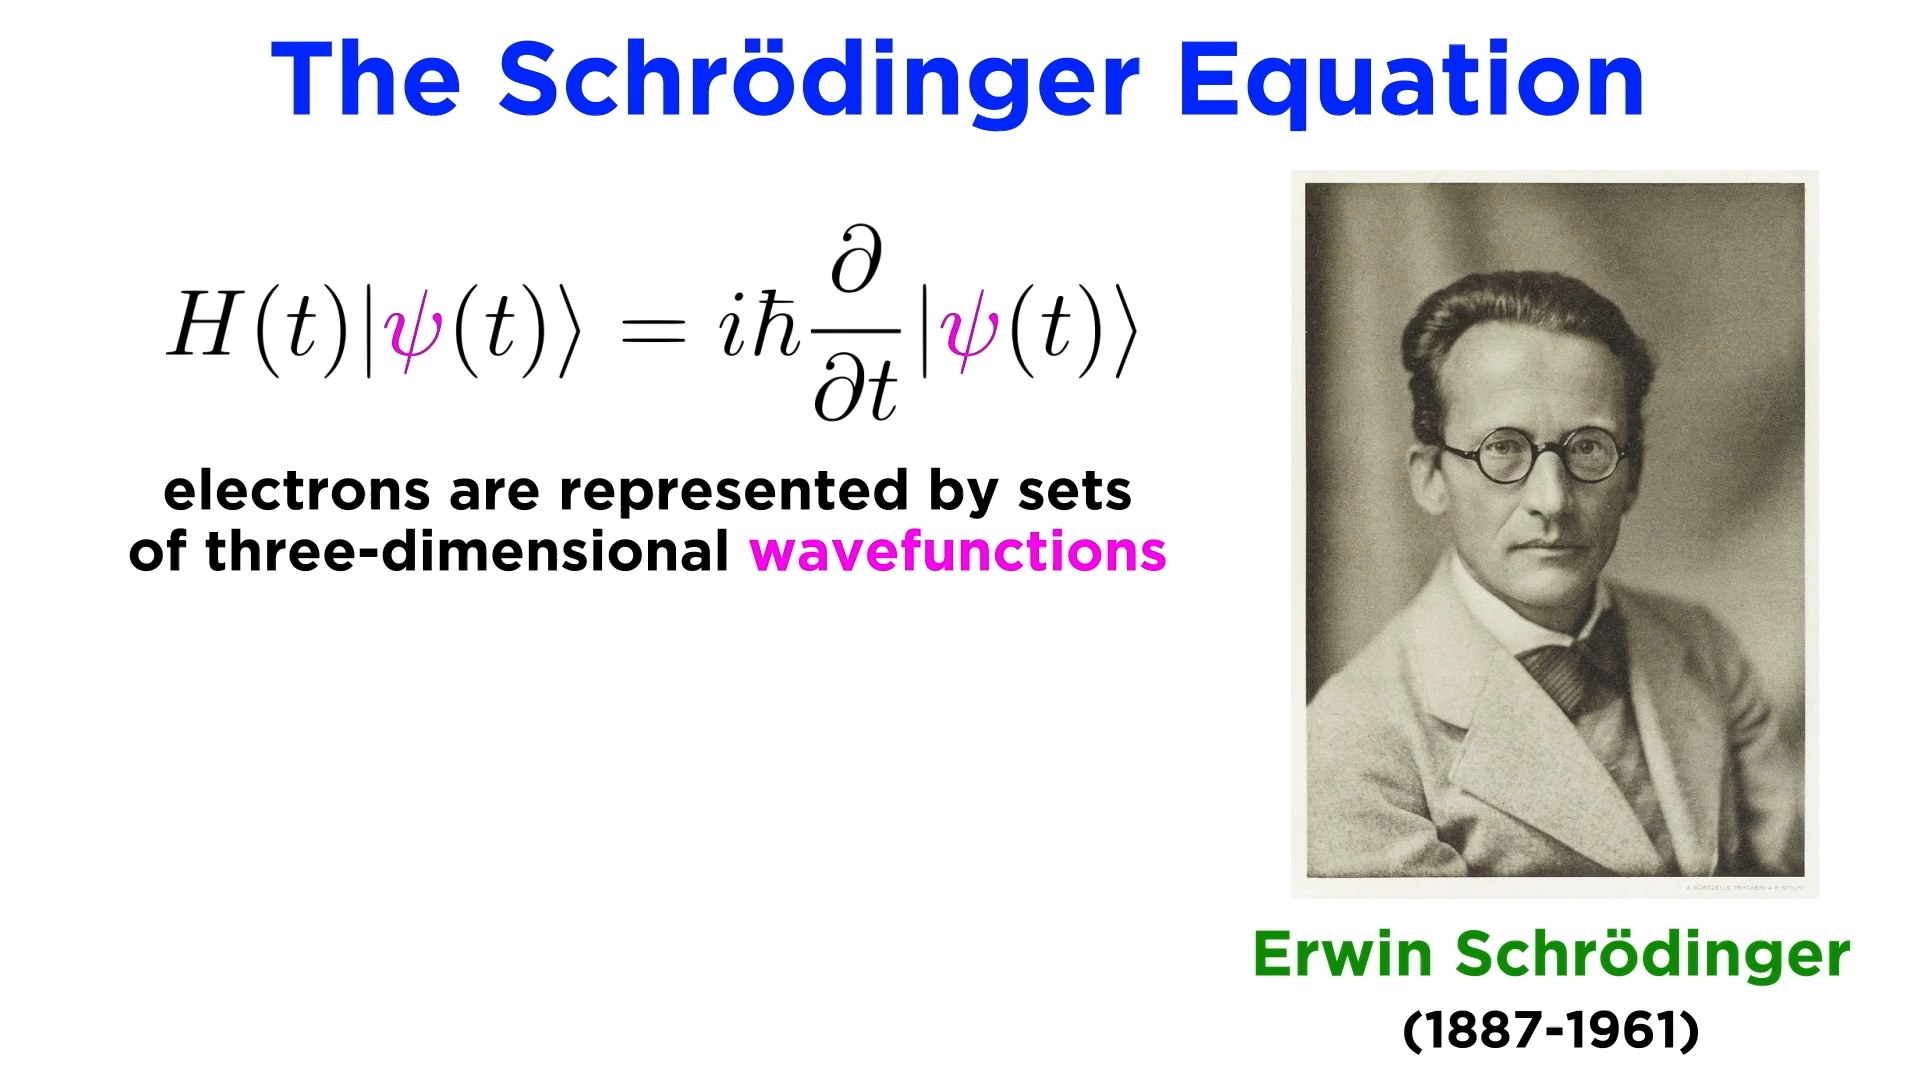 The Schrödinger Equation
H(t)|ψ(t)⟩ = iħ ∂/∂t |ψ(t)⟩
electrons are represented by sets
of three-dimensional wavefunctions
Erwin Schrödinger
(1887-1961)